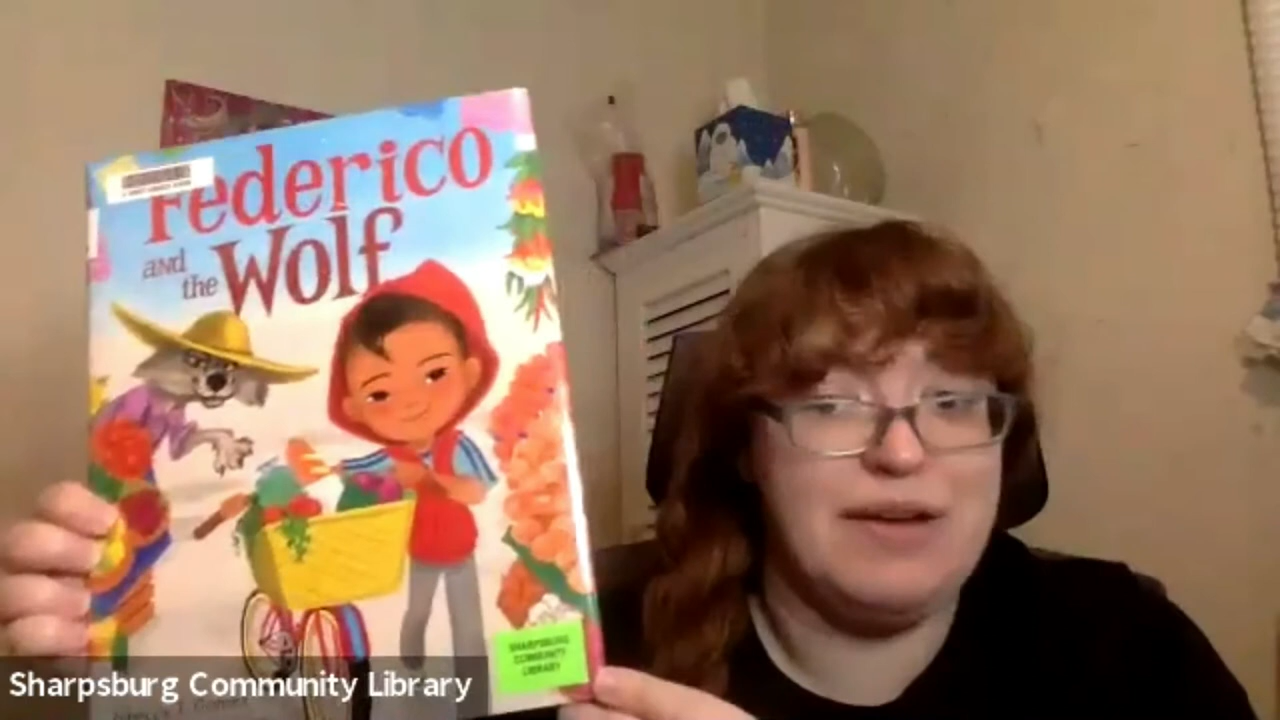 Federico
and
the Wolf
SHARPSBURG
COMMUNITY
LIBRARY
Sharpsburg Community Library